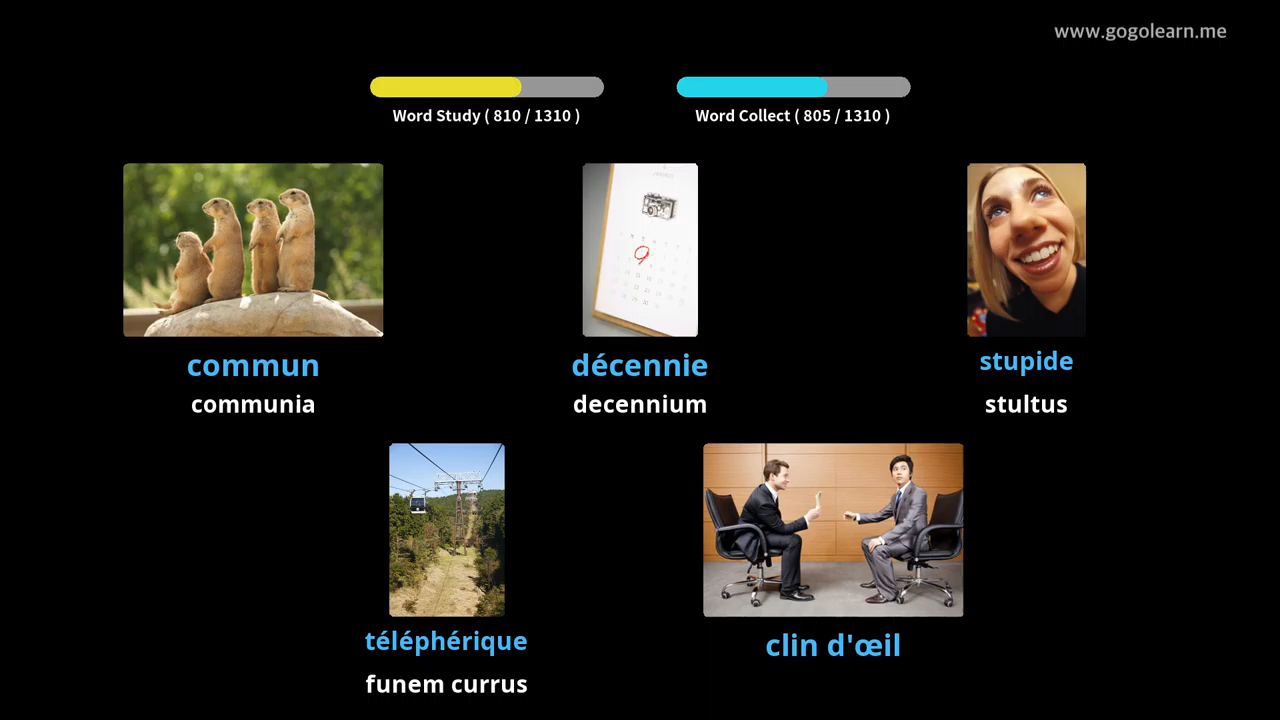 www.gogolearn.me
Word Study ( 810 / 1310 )
Word Collect ( 805 / 1310 )
commun
communia
décennie
decennium
stupide
stultus
téléphérique
funem currus
clin d'œil